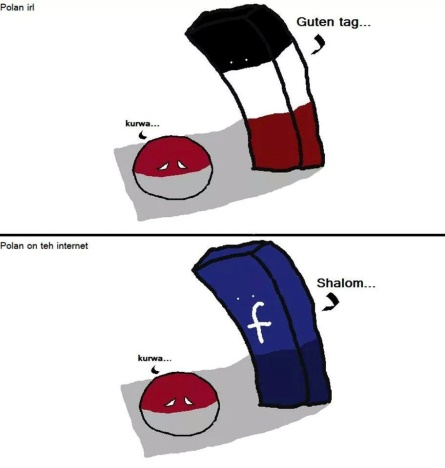 Polan irl
Guten tag...
kurwa...
Polan on teh internet
Shalom...
kurwa...
f